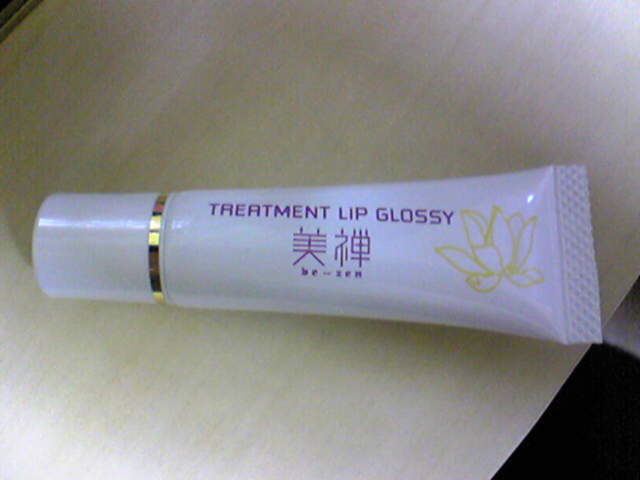 TREATMENT LIP GLOSSY
美禅
be-zen